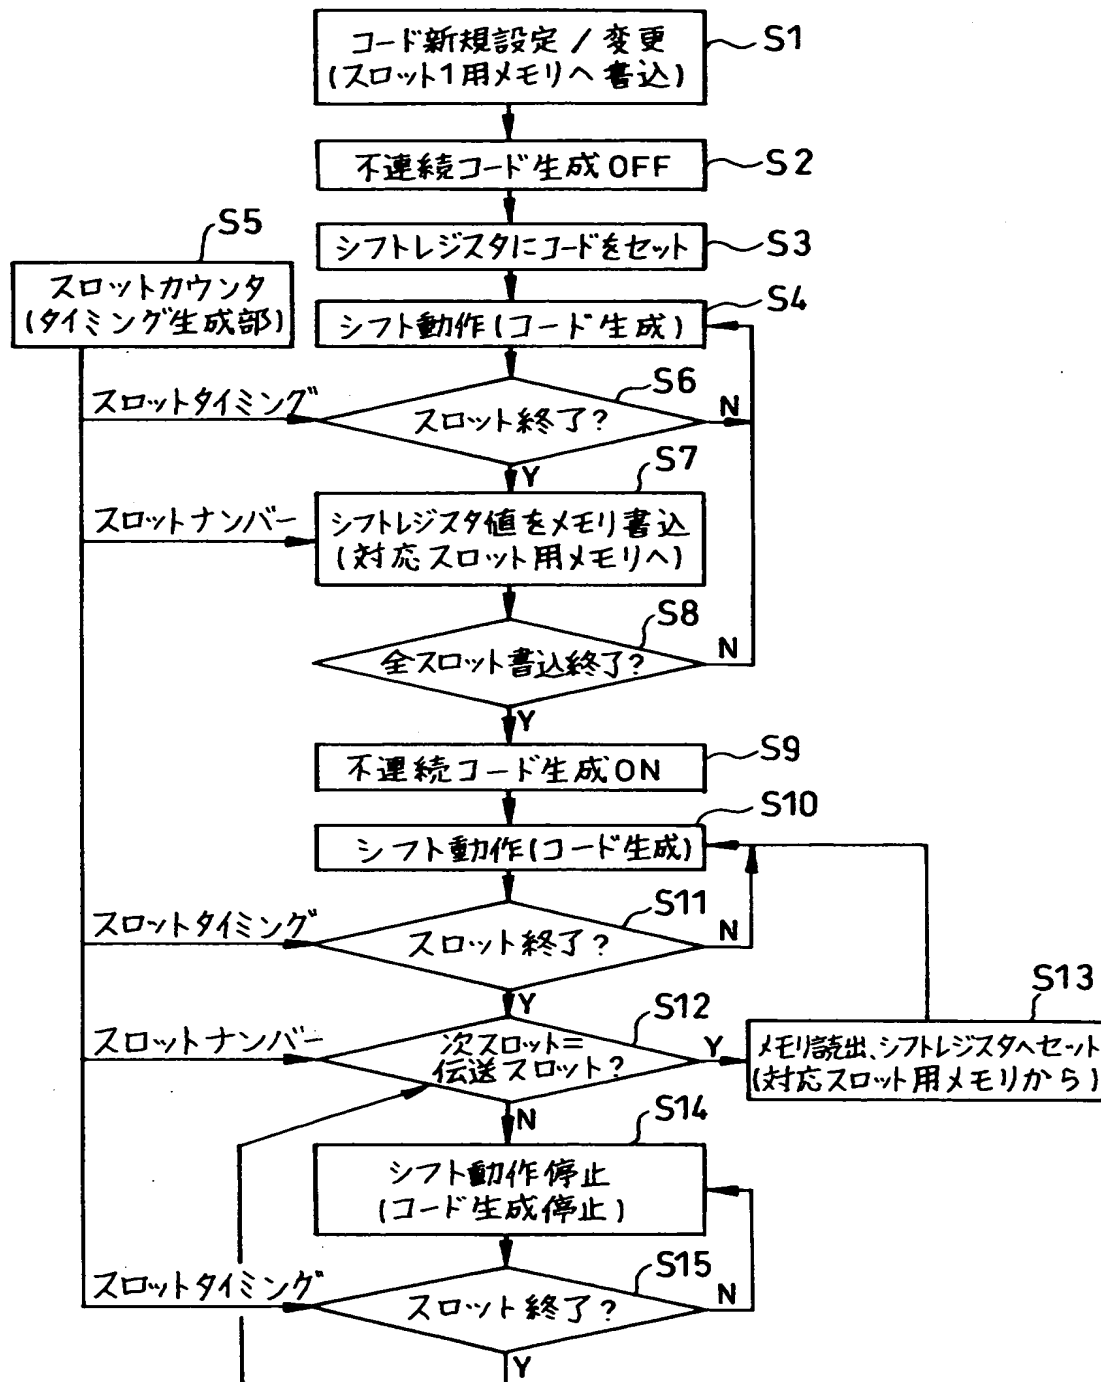 コード新規設定/変更
(スロット1用メモリへ書込)
S1
不連続コード生成OFF
S2
シフトレジスタにコードをセット
S3
シフト動作(コード生成)
S4
S5
スロットカウンタ
(タイミング生成部)
スロットタイミング
スロット終了?
S6
N
Y
スロットナンバー
シフトレジスタ値をメモリ書込
(対応スロット用メモリへ)
S7
全スロット書込終了?
S8
N
Y
不連続コード生成ON
S9
シフト動作(コード生成)
S10
スロットタイミング
スロット終了?
S11
N
Y
スロットナンバー
次スロット=
伝送スロット?
S12
Y
N
メモリ読出、シフトレジスタへセット
(対応スロット用メモリから)
S13
シフト動作停止
(コード生成停止)
S14
スロットタイミング
スロット終了?
S15
N
Y